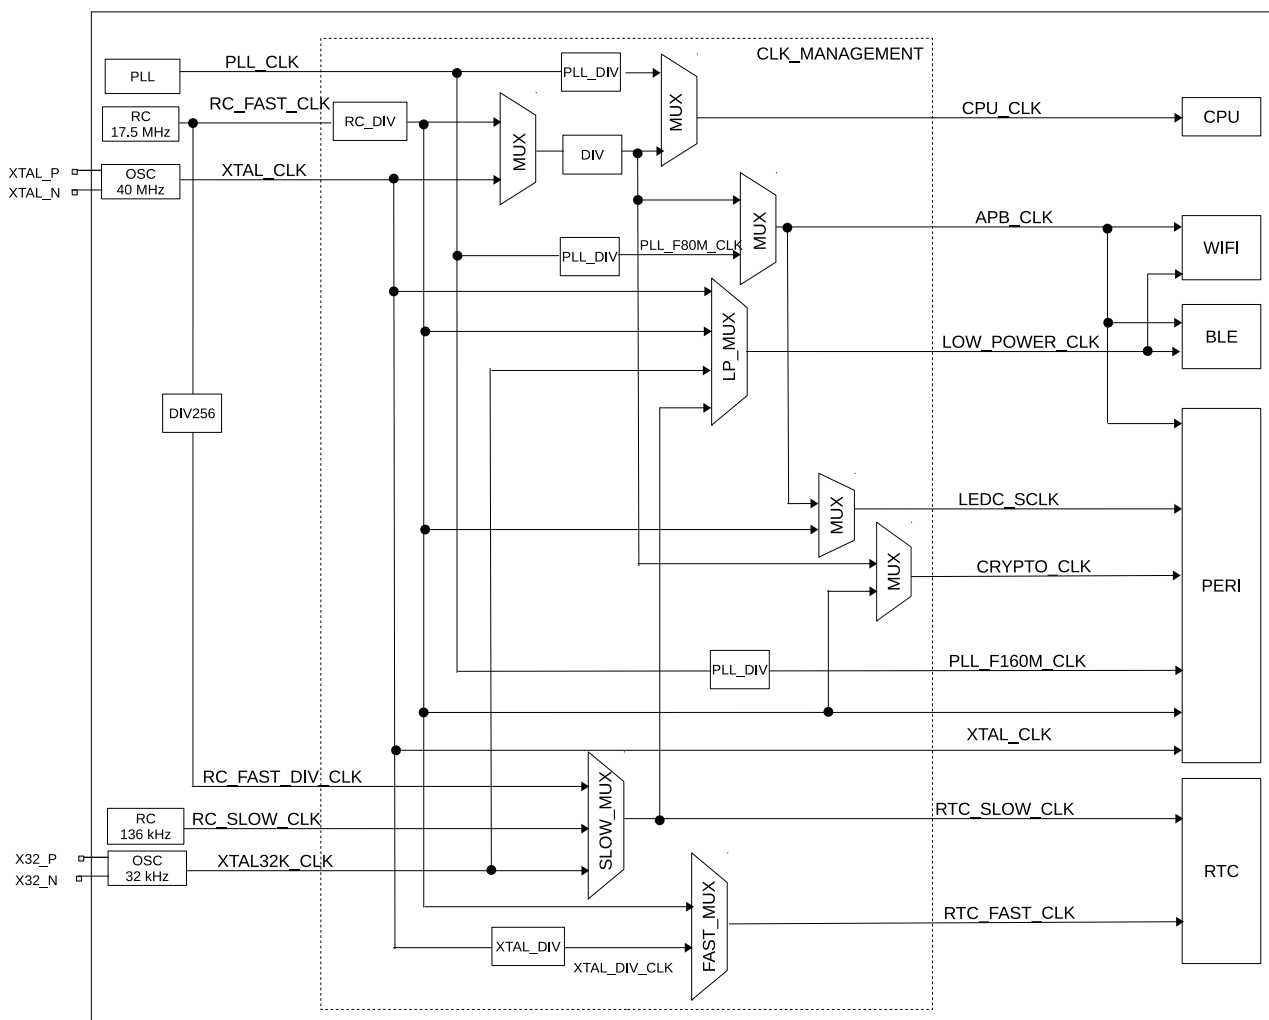 CLK_MANAGEMENT
PLL
PLL_CLK
PLL_DIV
MUX
CPU_CLK
CPU
RC
17.5 MHz
RC_FAST_CLK
RC_DIV
MUX
DIV
XTAL_P
XTAL_N
OSC
40 MHz
XTAL_CLK
MUX
APB_CLK
WIFI
PLL_DIV
PLL_F80M_CLK
LP_MUX
LOW_POWER_CLK
BLE
DIV256
MUX
LEDC_SCLK
MUX
CRYPTO_CLK
PERI
PLL_DIV
PLL_F160M_CLK
XTAL_CLK
RC_FAST_DIV_CLK
SLOW_MUX
RC
136 kHz
RC_SLOW_CLK
RTC_SLOW_CLK
X32_P
X32_N
OSC
32 kHz
XTAL32K_CLK
RTC
FAST_MUX
RTC_FAST_CLK
XTAL_DIV
XTAL_DIV_CLK